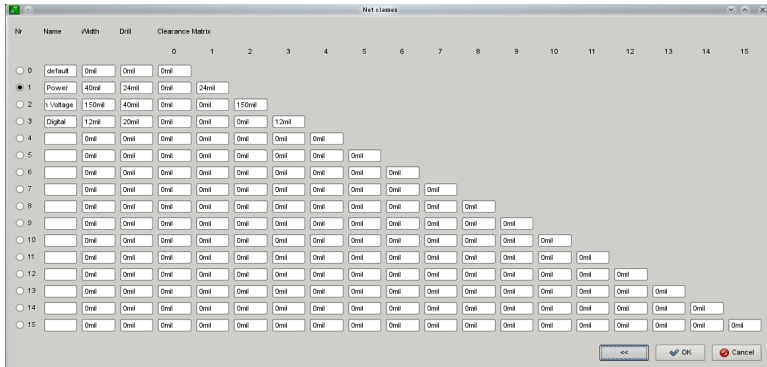 Net classes
Nr Name Width Drill Clearance Matrix
0 1 2 3 4 5 6 7 8 9 10 11 12 13 14 15
0 default 0mil 0mil 0mil
1 Power 40mil 24mil 0mil 24mil
2 h Voltage 150mil 40mil 0mil 0mil 150mil
3 Digital 12mil 20mil 0mil 0mil 0mil 12mil
4 0mil 0mil 0mil 0mil 0mil 0mil 0mil
5 0mil 0mil 0mil 0mil 0mil 0mil 0mil 0mil
6 0mil 0mil 0mil 0mil 0mil 0mil 0mil 0mil 0mil
7 0mil 0mil 0mil 0mil 0mil 0mil 0mil 0mil 0mil 0mil
8 0mil 0mil 0mil 0mil 0mil 0mil 0mil 0mil 0mil 0mil 0mil
9 0mil 0mil 0mil 0mil 0mil 0mil 0mil 0mil 0mil 0mil 0mil 0mil
10 0mil 0mil 0mil 0mil 0mil 0mil 0mil 0mil 0mil 0mil 0mil 0mil 0mil
11 0mil 0mil 0mil 0mil 0mil 0mil 0mil 0mil 0mil 0mil 0mil 0mil 0mil 0mil
12 0mil 0mil 0mil 0mil 0mil 0mil 0mil 0mil 0mil 0mil 0mil 0mil 0mil 0mil 0mil
13 0mil 0mil 0mil 0mil 0mil 0mil 0mil 0mil 0mil 0mil 0mil 0mil 0mil 0mil 0mil 0mil
14 0mil 0mil 0mil 0mil 0mil 0mil 0mil 0mil 0mil 0mil 0mil 0mil 0mil 0mil 0mil 0mil 0mil
15 0mil 0mil 0mil 0mil 0mil 0mil 0mil 0mil 0mil 0mil 0mil 0mil 0mil 0mil 0mil 0mil 0mil 0mil
<< OK Cancel